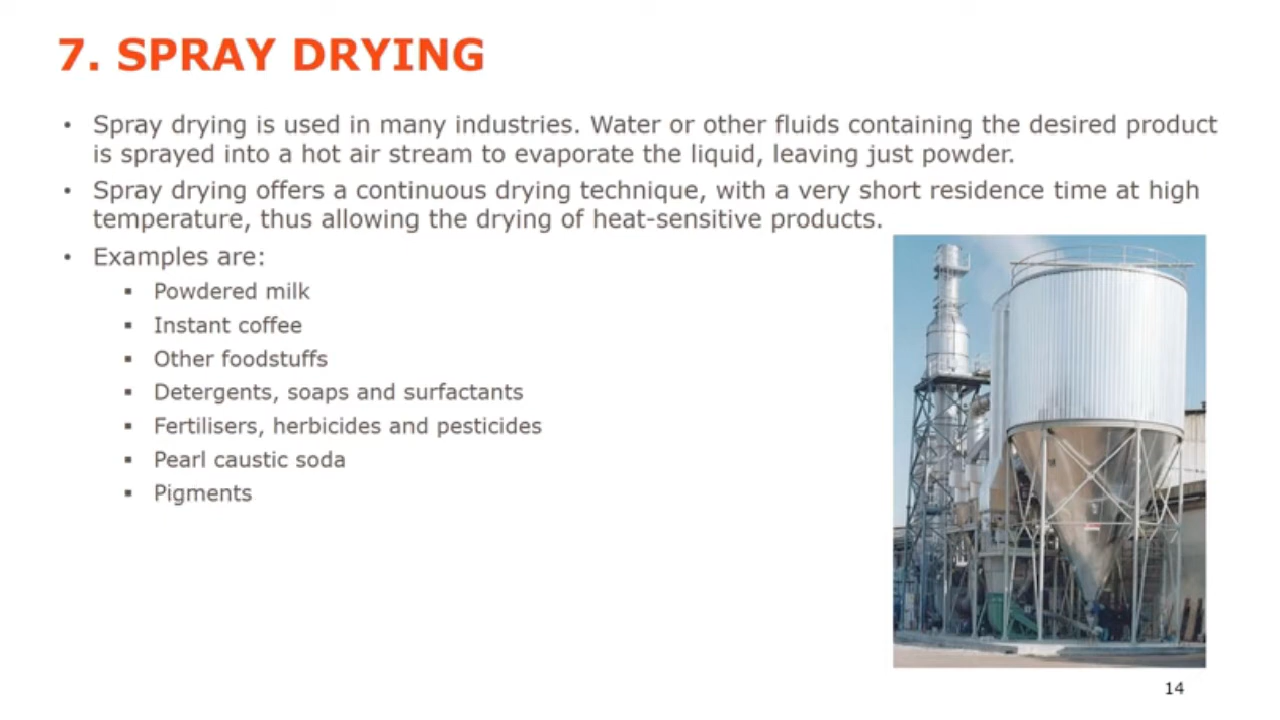 7. SPRAY DRYING
• Spray drying is used in many industries. Water or other fluids containing the desired product
is sprayed into a hot air stream to evaporate the liquid, leaving just powder.
• Spray drying offers a continuous drying technique, with a very short residence time at high
temperature, thus allowing the drying of heat-sensitive products.
• Examples are:
▪ Powdered milk
▪ Instant coffee
▪ Other foodstuffs
▪ Detergents, soaps and surfactants
▪ Fertilisers, herbicides and pesticides
▪ Pearl caustic soda
▪ Pigments
14